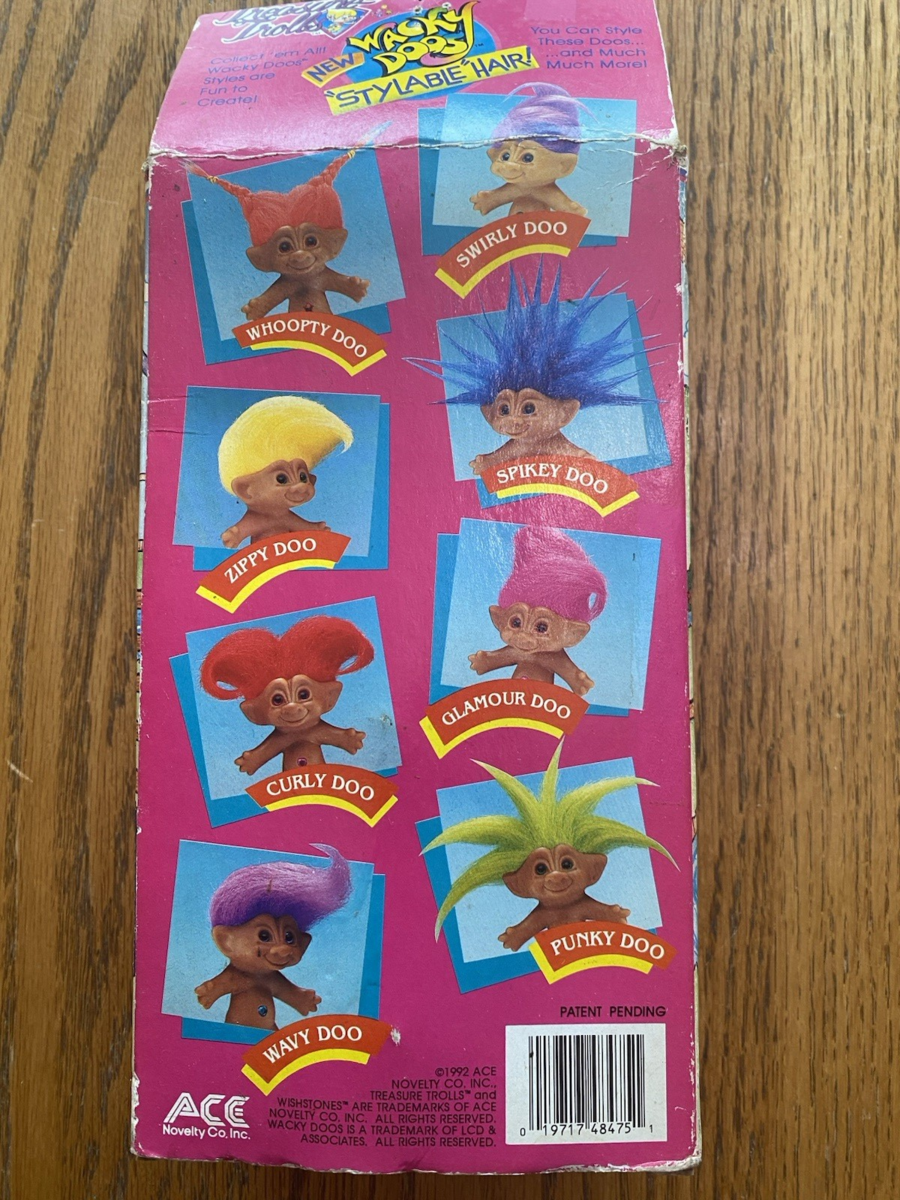 Treasure
Trolls
Collect 'em All!
Wacky Doos™
Styles are
Fun to
Create!
NEW WACKY
DOOS™
"STYLABLE" HAIR!
You Can Style
These Doos...
...and Much
Much More!
WHOOPTY DOO
SWIRLY DOO
ZIPPY DOO
SPIKEY DOO
CURLY DOO
GLAMOUR DOO
WAVY DOO
PUNKY DOO
PATENT PENDING
ACE
Novelty Co, Inc.
©1992 ACE
NOVELTY CO. INC.,
TREASURE TROLLS™ and
WISHSTONES™ ARE TRADEMARKS OF ACE
NOVELTY CO. INC. ALL RIGHTS RESERVED.
WACKY DOOS IS A TRADEMARK OF LCD &
ASSOCIATES. ALL RIGHTS RESERVED.
0 19717 48475 1